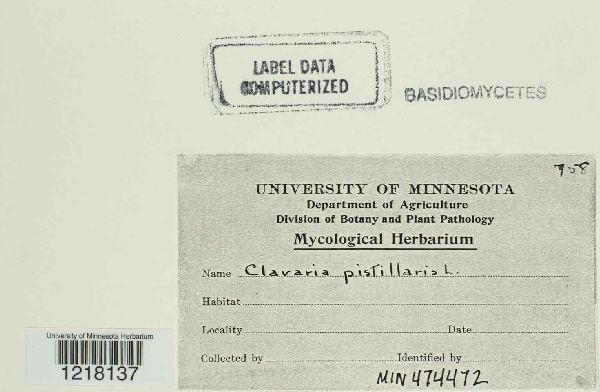 LABEL DATA
COMPUTERIZED
BASIDIOMYCETES
708
UNIVERSITY OF MINNESOTA
Department of Agriculture
Division of Botany and Plant Pathology
Mycological Herbarium
Name Clavaria pistillaris L.
Habitat
Locality Date
Collected by Identified by
MIN 474472
University of Minnesota Herbarium
1218137